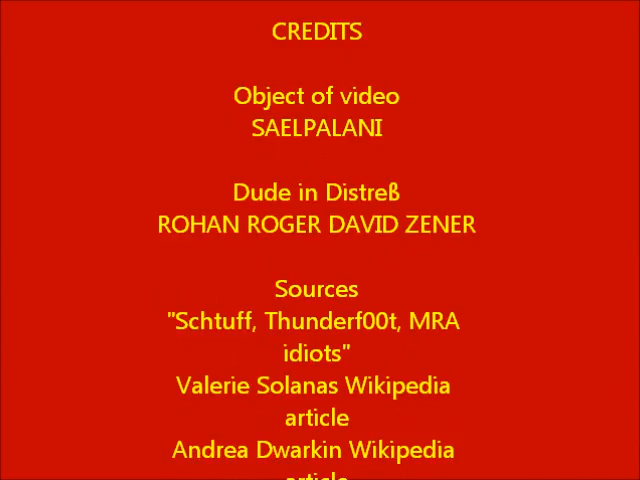 CREDITS
Object of video
SAELPALANI
Dude in Distreß
ROHAN ROGER DAVID ZENER
Sources
"Schtuff, Thunderf00t, MRA
idiots"
Valerie Solanas Wikipedia
article
Andrea Dwarkin Wikipedia
article